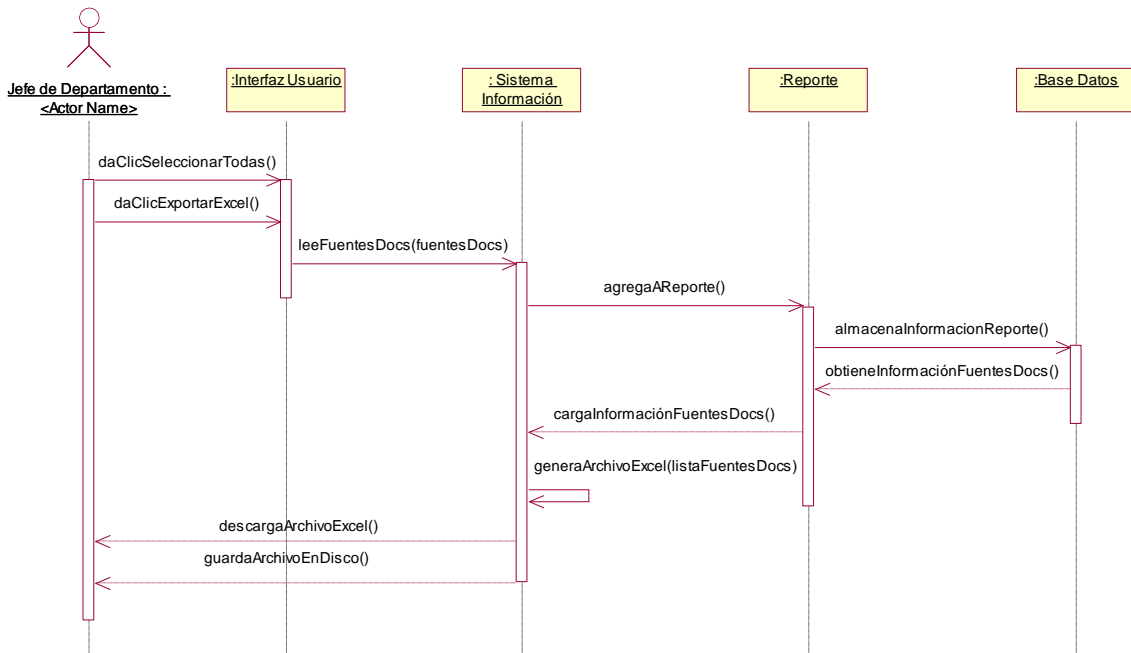 Jefe de Departamento :
<Actor Name>
:Interfaz Usuario
: Sistema
Información
:Reporte
:Base Datos
daClicSeleccionarTodas()
daClicExportarExcel()
leeFuentesDocs(fuentesDocs)
agregaAReporte()
almacenaInformacionReporte()
obtieneInformaciónFuentesDocs()
cargaInformaciónFuentesDocs()
generaArchivoExcel(listaFuentesDocs)
descargaArchivoExcel()
guardaArchivoEnDisco()